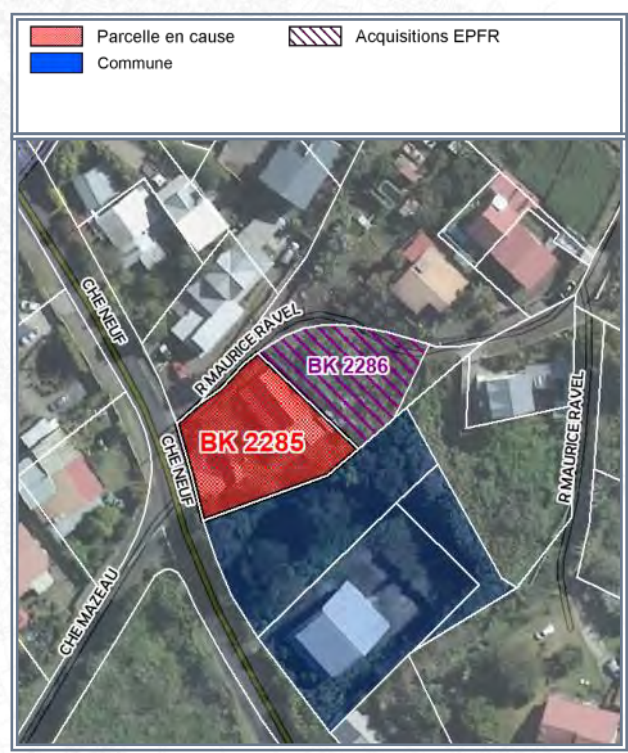 Parcelle en cause
Acquisitions EPFR
Commune
CHE NEUF
R MAURICE RAVEL
BK 2286
BK 2285
CHE NEUF
R MAURICE RAVEL
CHE MAZEAU